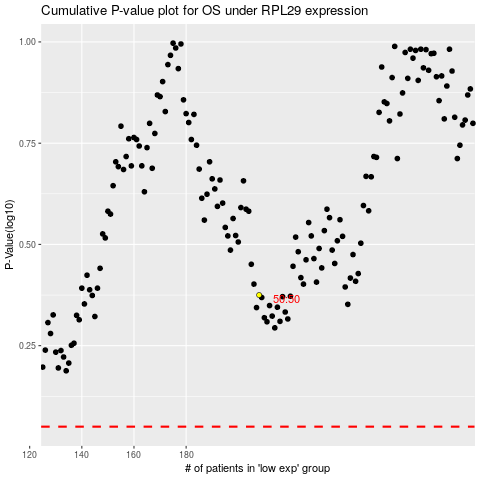 Cumulative P-value plot for OS under RPL29 expression
P-Value(log10)
1.00
0.75
0.50
0.25
50:50
120 140 160 180
# of patients in 'low exp' group